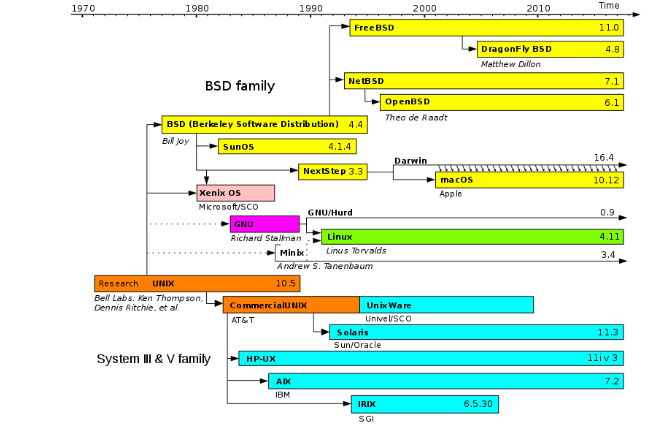 1970 1980 1990 2000 2010 Time
FreeBSD 11.0
DragonFly BSD 4.8
Matthew Dillon
BSD family
NetBSD 7.1
OpenBSD 6.1
Theo de Raadt
BSD (Berkeley Software Distribution) 4.4
Bill Joy
SunOS 4.1.4
NextStep 3.3
Darwin 16.4
macOS 10.12
Apple
Xenix OS
Microsoft/SCO
GNU/Hurd 0.9
GNU
Richard Stallman
Linux 4.11
Linus Torvalds
Minix 3.4
Andrew S. Tanenbaum
Research UNIX 10.5
Bell Labs: Ken Thompson,
Dennis Ritchie, et al.
CommercialUNIX UnixWare
AT&T Univel/SCO
Solaris 11.3
Sun/Oracle
System III & V family
HP-UX 11i v 3
AIX 7.2
IBM
IRIX 6.5.30
SGI